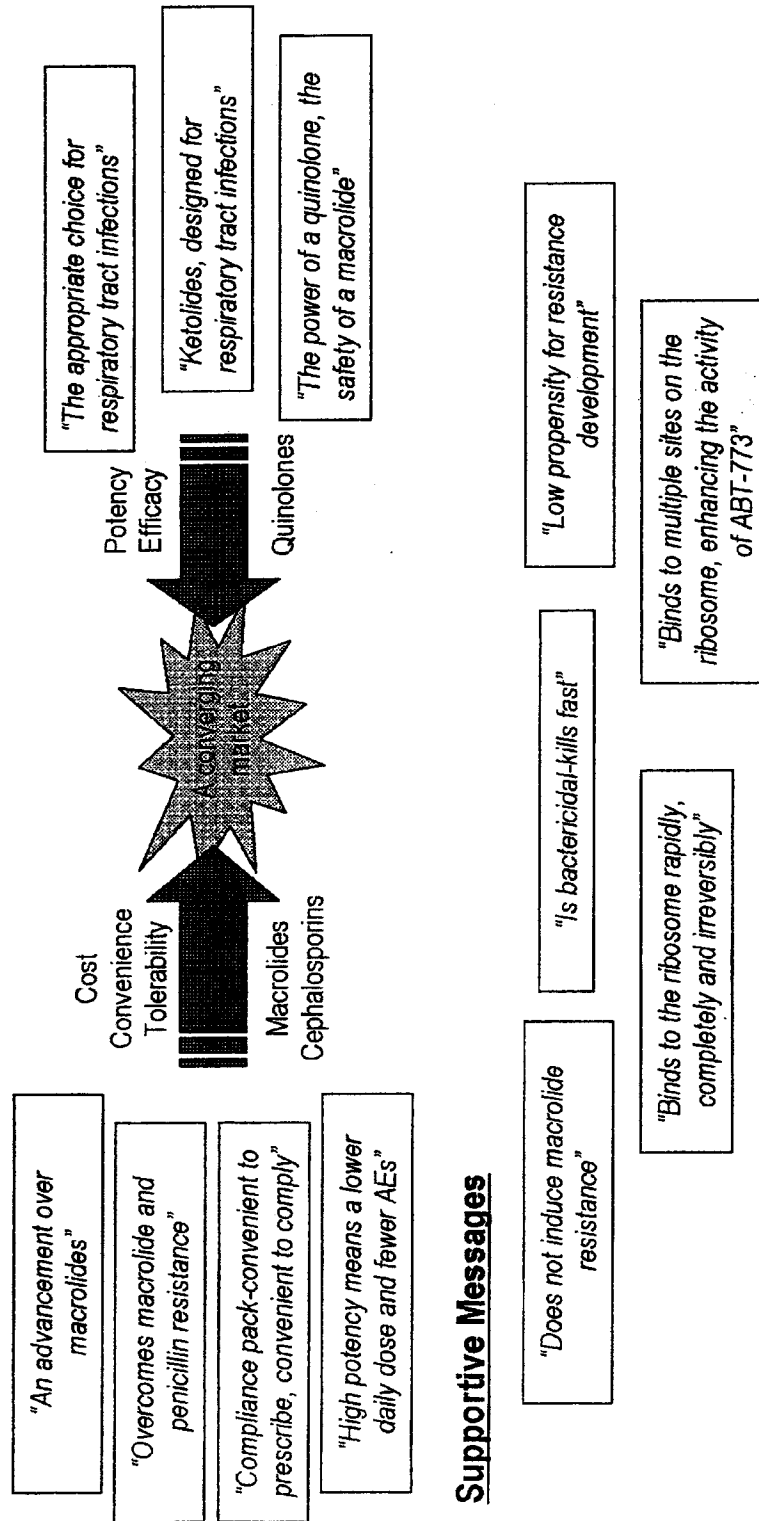 "An advancement over
macrolides"
"Overcomes macrolide and
penicillin resistance"
"Compliance pack-convenient to
prescribe, convenient to comply"
"High potency means a lower
daily dose and fewer AEs"
Cost
Convenience
Tolerability
Macrolides
Cephalosporins
A converging
market
Potency
Efficacy
Quinolones
"The appropriate choice for
respiratory tract infections"
"Ketolides, designed for
respiratory tract infections"
"The power of a quinolone, the
safety of a macrolide"
Supportive Messages
"Does not induce macrolide
resistance"
"Is bactericidal-kills fast"
"Low propensity for resistance
development"
"Binds to the ribosome rapidly,
completely and irreversibly"
"Binds to multiple sites on the
ribosome, enhancing the activity
of ABT-773"